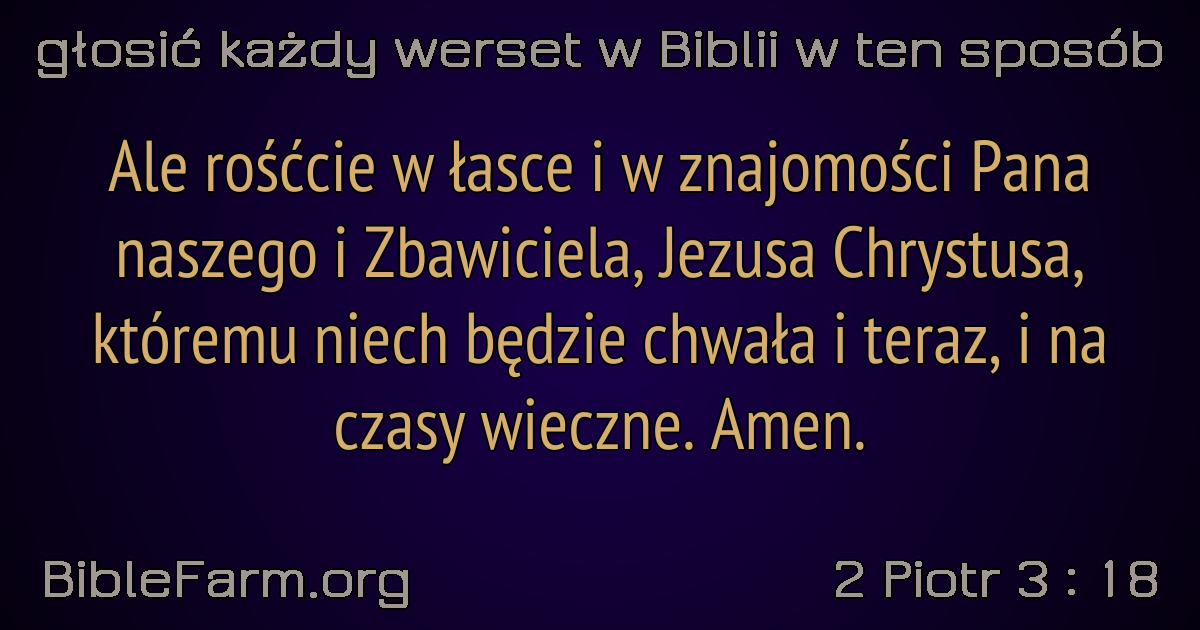 głosić każdy werset w Biblii w ten sposób
Ale rośćcie w łasce i w znajomości Pana
naszego i Zbawiciela, Jezusa Chrystusa,
któremu niech będzie chwała i teraz, i na
czasy wieczne. Amen.
BibleFarm.org
2 Piotr 3 : 18